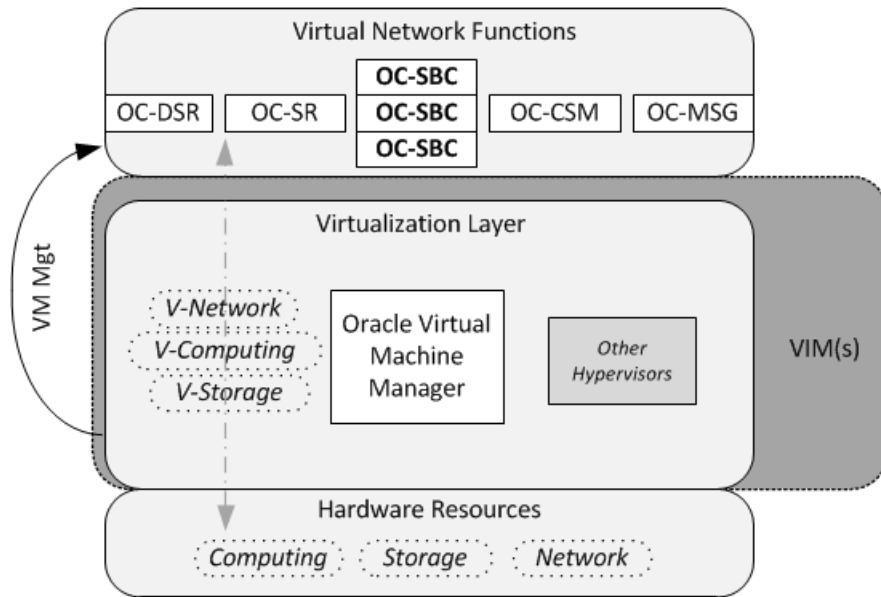 Virtual Network Functions
OC-SBC
OC-DSR OC-SR OC-SBC OC-CSM OC-MSG
OC-SBC
VM Mgt
Virtualization Layer
V-Network
V-Computing
V-Storage
Oracle Virtual
Machine
Manager
Other
Hypervisors
VIM(s)
Hardware Resources
Computing Storage Network